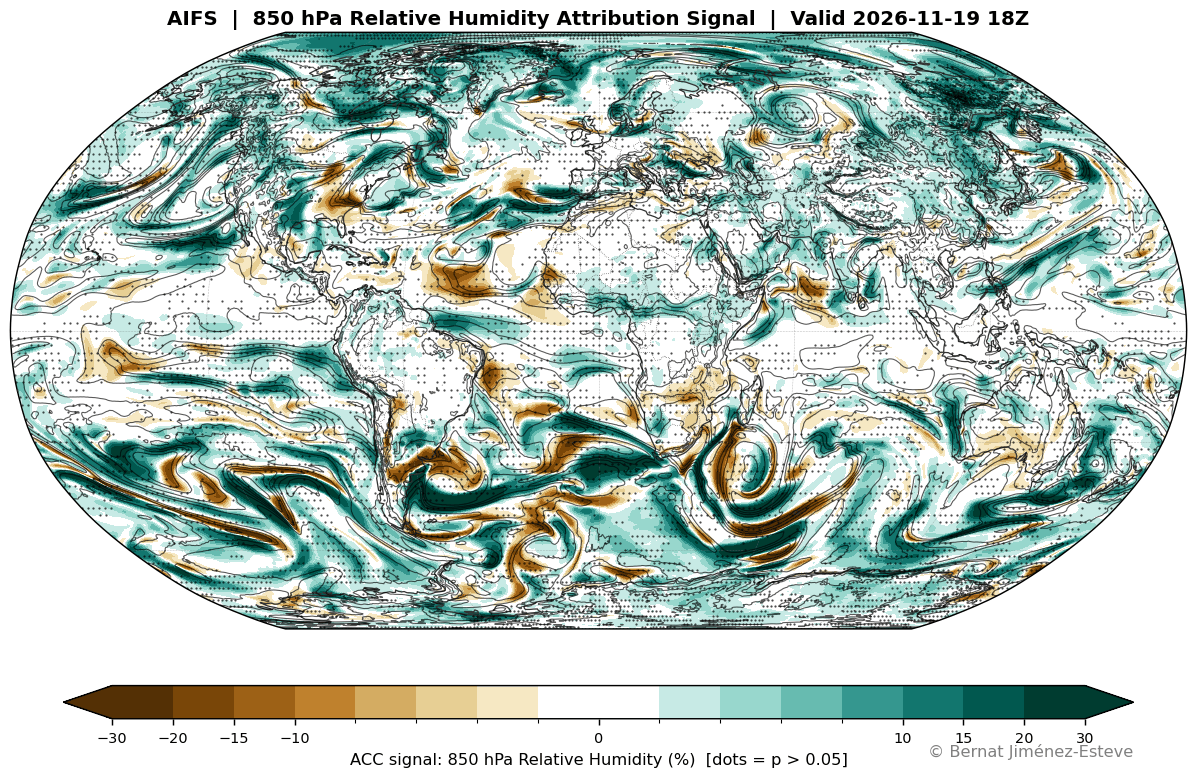 AIFS | 850 hPa Relative Humidity Attribution Signal | Valid 2026-11-19 18Z
−30 −20 −15 −10 0 10 15 20 30
© Bernat Jiménez-Esteve
ACC signal: 850 hPa Relative Humidity (%) [dots = p > 0.05]